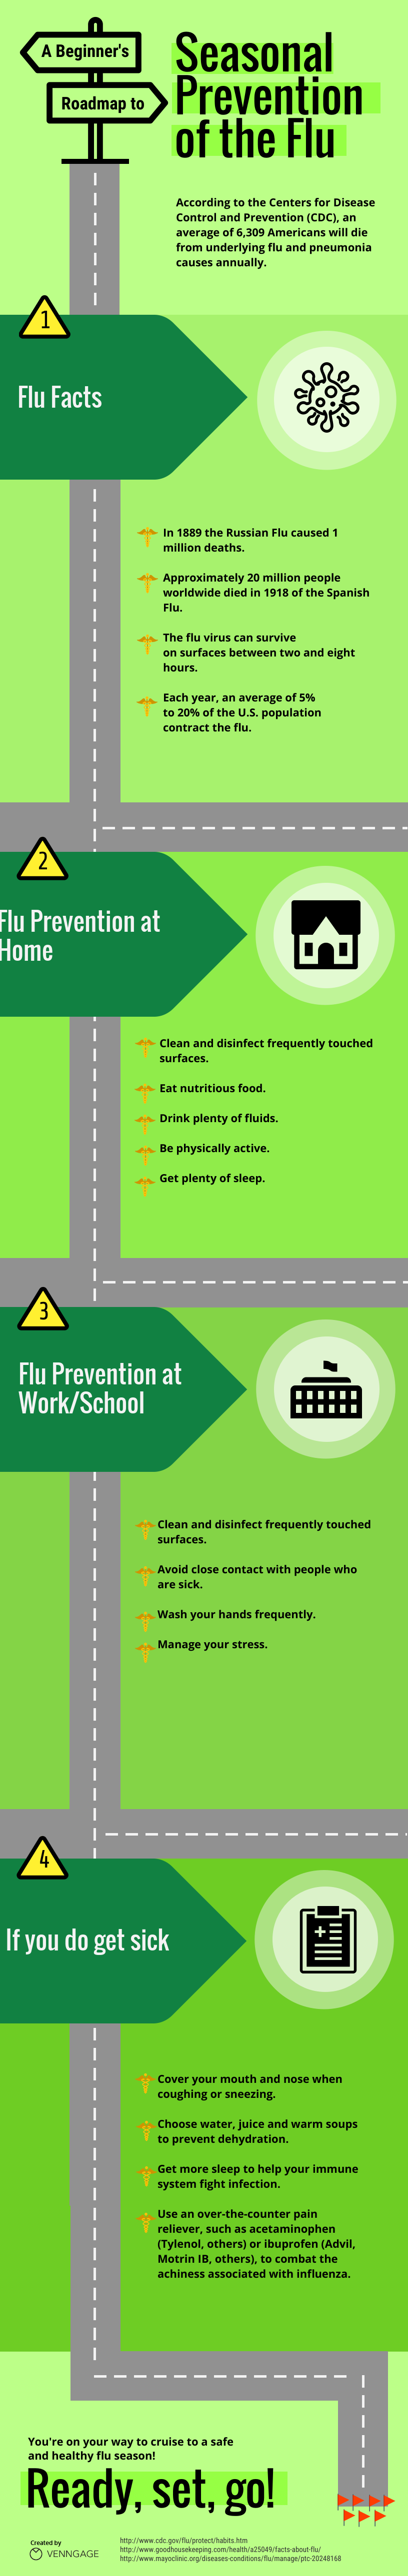 A Beginner's
Roadmap to
Seasonal
Prevention
of the Flu
According to the Centers for Disease
Control and Prevention (CDC), an
average of 6,309 Americans will die
from underlying flu and pneumonia
causes annually.
1
Flu Facts
In 1889 the Russian Flu caused 1
million deaths.
Approximately 20 million people
worldwide died in 1918 of the Spanish
Flu.
The flu virus can survive
on surfaces between two and eight
hours.
Each year, an average of 5%
to 20% of the U.S. population
contract the flu.
2
Flu Prevention at
Home
Clean and disinfect frequently touched
surfaces.
Eat nutritious food.
Drink plenty of fluids.
Be physically active.
Get plenty of sleep.
3
Flu Prevention at
Work/School
Clean and disinfect frequently touched
surfaces.
Avoid close contact with people who
are sick.
Wash your hands frequently.
Manage your stress.
4
If you do get sick
Cover your mouth and nose when
coughing or sneezing.
Choose water, juice and warm soups
to prevent dehydration.
Get more sleep to help your immune
system fight infection.
Use an over-the-counter pain
reliever, such as acetaminophen
(Tylenol, others) or ibuprofen (Advil,
Motrin IB, others), to combat the
achiness associated with influenza.
You're on your way to cruise to a safe
and healthy flu season!
Ready, set, go!
Created by
VENNGAGE
http://www.cdc.gov/flu/protect/habits.htm
http://www.goodhousekeeping.com/health/a25049/facts-about-flu/
http://www.mayoclinic.org/diseases-conditions/flu/manage/ptc-20248168